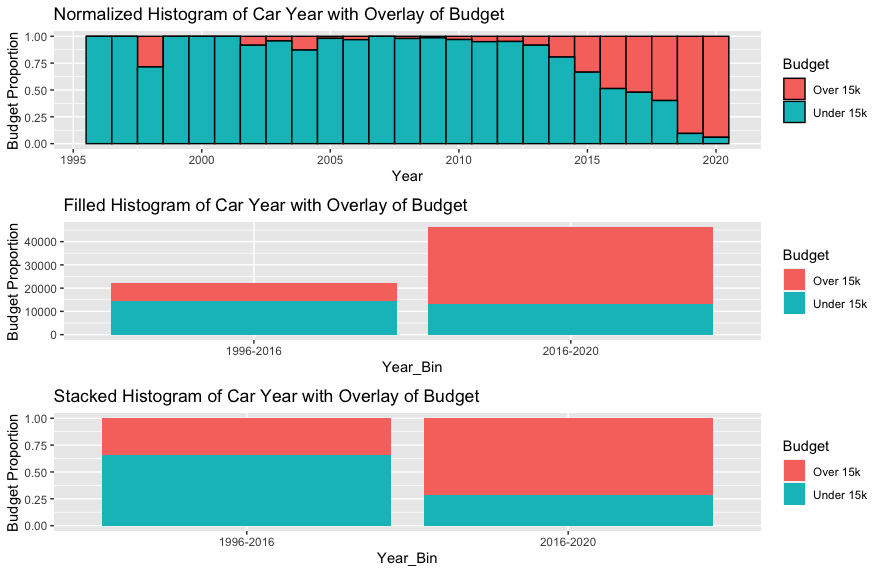 Normalized Histogram of Car Year with Overlay of Budget
Budget Proportion
1.00
0.75
0.50
0.25
0.00
1995 2000 2005 2010 2015 2020
Year
Budget
Over 15k
Under 15k
Filled Histogram of Car Year with Overlay of Budget
Budget Proportion
40000
30000
20000
10000
0
1996-2016 2016-2020
Year_Bin
Budget
Over 15k
Under 15k
Stacked Histogram of Car Year with Overlay of Budget
Budget Proportion
1.00
0.75
0.50
0.25
0.00
1996-2016 2016-2020
Year_Bin
Budget
Over 15k
Under 15k